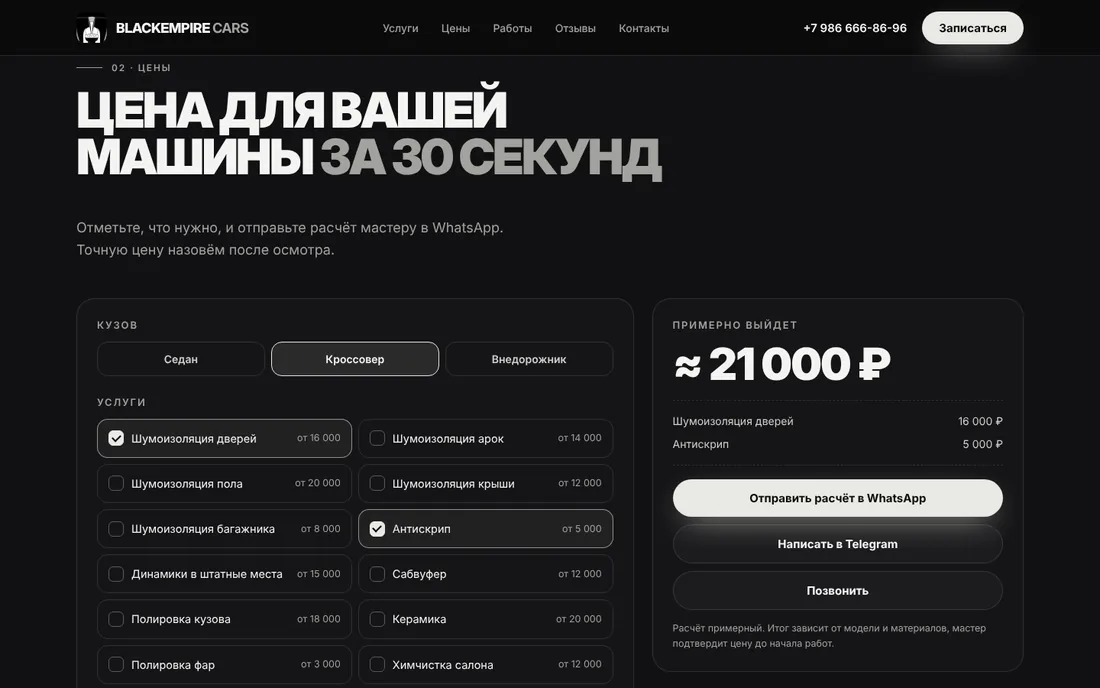 BLACKEMPIRE CARS
Услуги
Цены
Работы
Отзывы
Контакты
+7 986 666-86-96
Записаться
02 · ЦЕНЫ
ЦЕНА ДЛЯ ВАШЕЙ
МАШИНЫ ЗА 30 СЕКУНД
Отметьте, что нужно, и отправьте расчёт мастеру в WhatsApp.
Точную цену назовём после осмотра.
КУЗОВ
Седан
Кроссовер
Внедорожник
УСЛУГИ
Шумоизоляция дверей от 16 000
Шумоизоляция арок от 14 000
Шумоизоляция пола от 20 000
Шумоизоляция крыши от 12 000
Шумоизоляция багажника от 8 000
Антискрип от 5 000
Динамики в штатные места от 15 000
Сабвуфер от 12 000
Полировка кузова от 18 000
Керамика от 20 000
Полировка фар от 3 000
Химчистка салона от 12 000
ПРИМЕРНО ВЫЙДЕТ
≈ 21 000 ₽
Шумоизоляция дверей 16 000 ₽
Антискрип 5 000 ₽
Отправить расчёт в WhatsApp
Написать в Telegram
Позвонить
Расчёт примерный. Итог зависит от модели и материалов, мастер
подтвердит цену до начала работ.